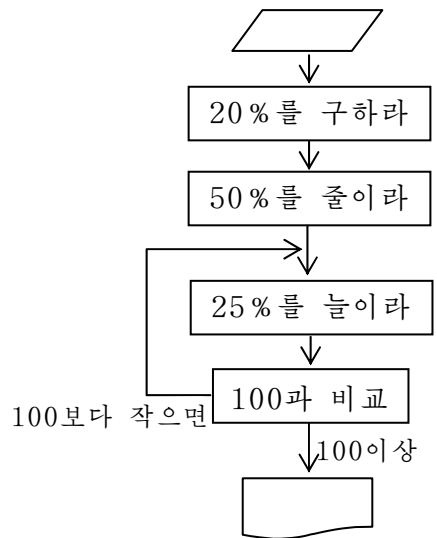 20%를 구하라
50%를 줄이라
25%를 늘이라
100과 비교
100보다 작으면
100이상